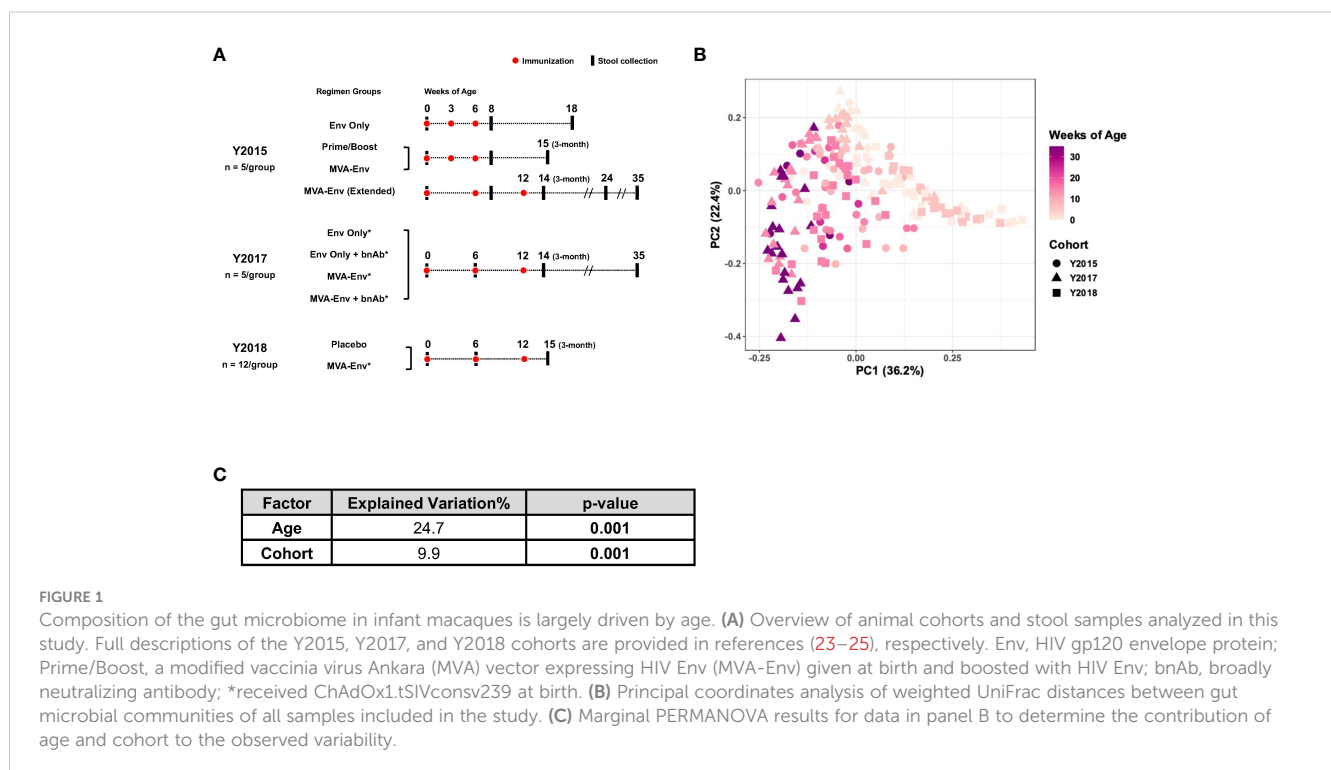 A
Immunization Stool collection
Regimen Groups Weeks of Age
0 3 6 8 18
Env Only
Y2015
n = 5/group
Prime/Boost
MVA-Env
15 (3-month)
12 14 (3-month) 24 35
MVA-Env (Extended)
Y2017
n = 5/group
Env Only*
Env Only + bnAb*
MVA-Env*
MVA-Env + bnAb*
0 6 12 14 (3-month) 35
Y2018
n = 12/group
Placebo
MVA-Env*
0 6 12 15 (3-month)
B
PC2 (22.4%)
0.2
0.0
-0.2
-0.4
-0.25 0.00 0.25
PC1 (36.2%)
Weeks of Age
30
20
10
0
Cohort
Y2015
Y2017
Y2018
C
Factor Explained Variation% p-value
Age 24.7 0.001
Cohort 9.9 0.001
FIGURE 1
Composition of the gut microbiome in infant macaques is largely driven by age. (A) Overview of animal cohorts and stool samples analyzed in this
study. Full descriptions of the Y2015, Y2017, and Y2018 cohorts are provided in references (23–25), respectively. Env, HIV gp120 envelope protein;
Prime/Boost, a modified vaccinia virus Ankara (MVA) vector expressing HIV Env (MVA-Env) given at birth and boosted with HIV Env; bnAb, broadly
neutralizing antibody; *received ChAdOx1.tSIVconsv239 at birth. (B) Principal coordinates analysis of weighted UniFrac distances between gut
microbial communities of all samples included in the study. (C) Marginal PERMANOVA results for data in panel B to determine the contribution of
age and cohort to the observed variability.